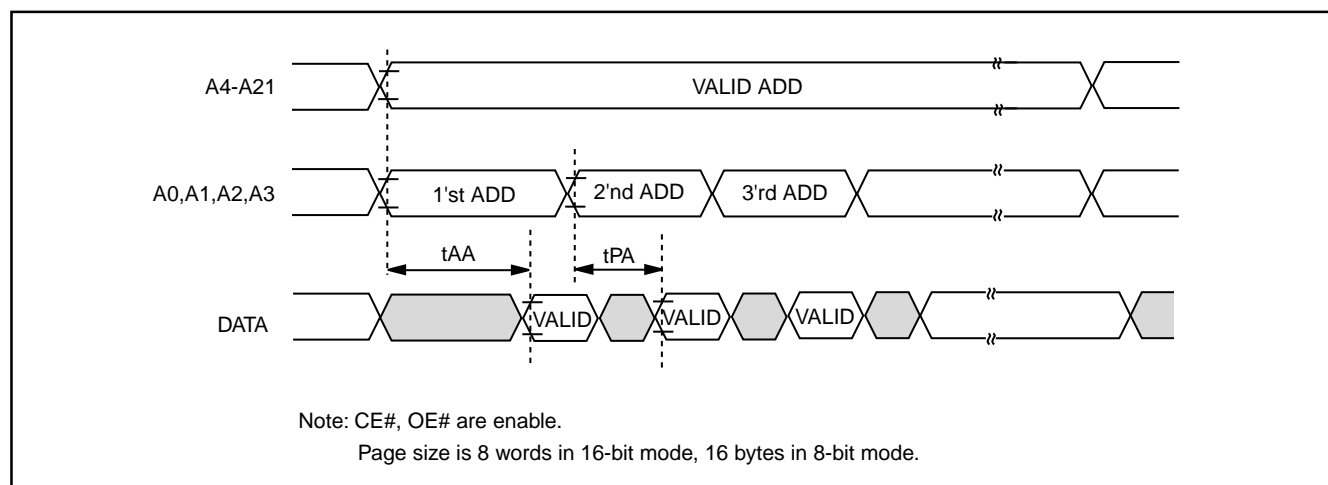 A4-A21
VALID ADD
A0,A1,A2,A3
1'st ADD
2'nd ADD
3'rd ADD
tAA
tPA
DATA
VALID
VALID
VALID
Note: CE#, OE# are enable.
Page size is 8 words in 16-bit mode, 16 bytes in 8-bit mode.